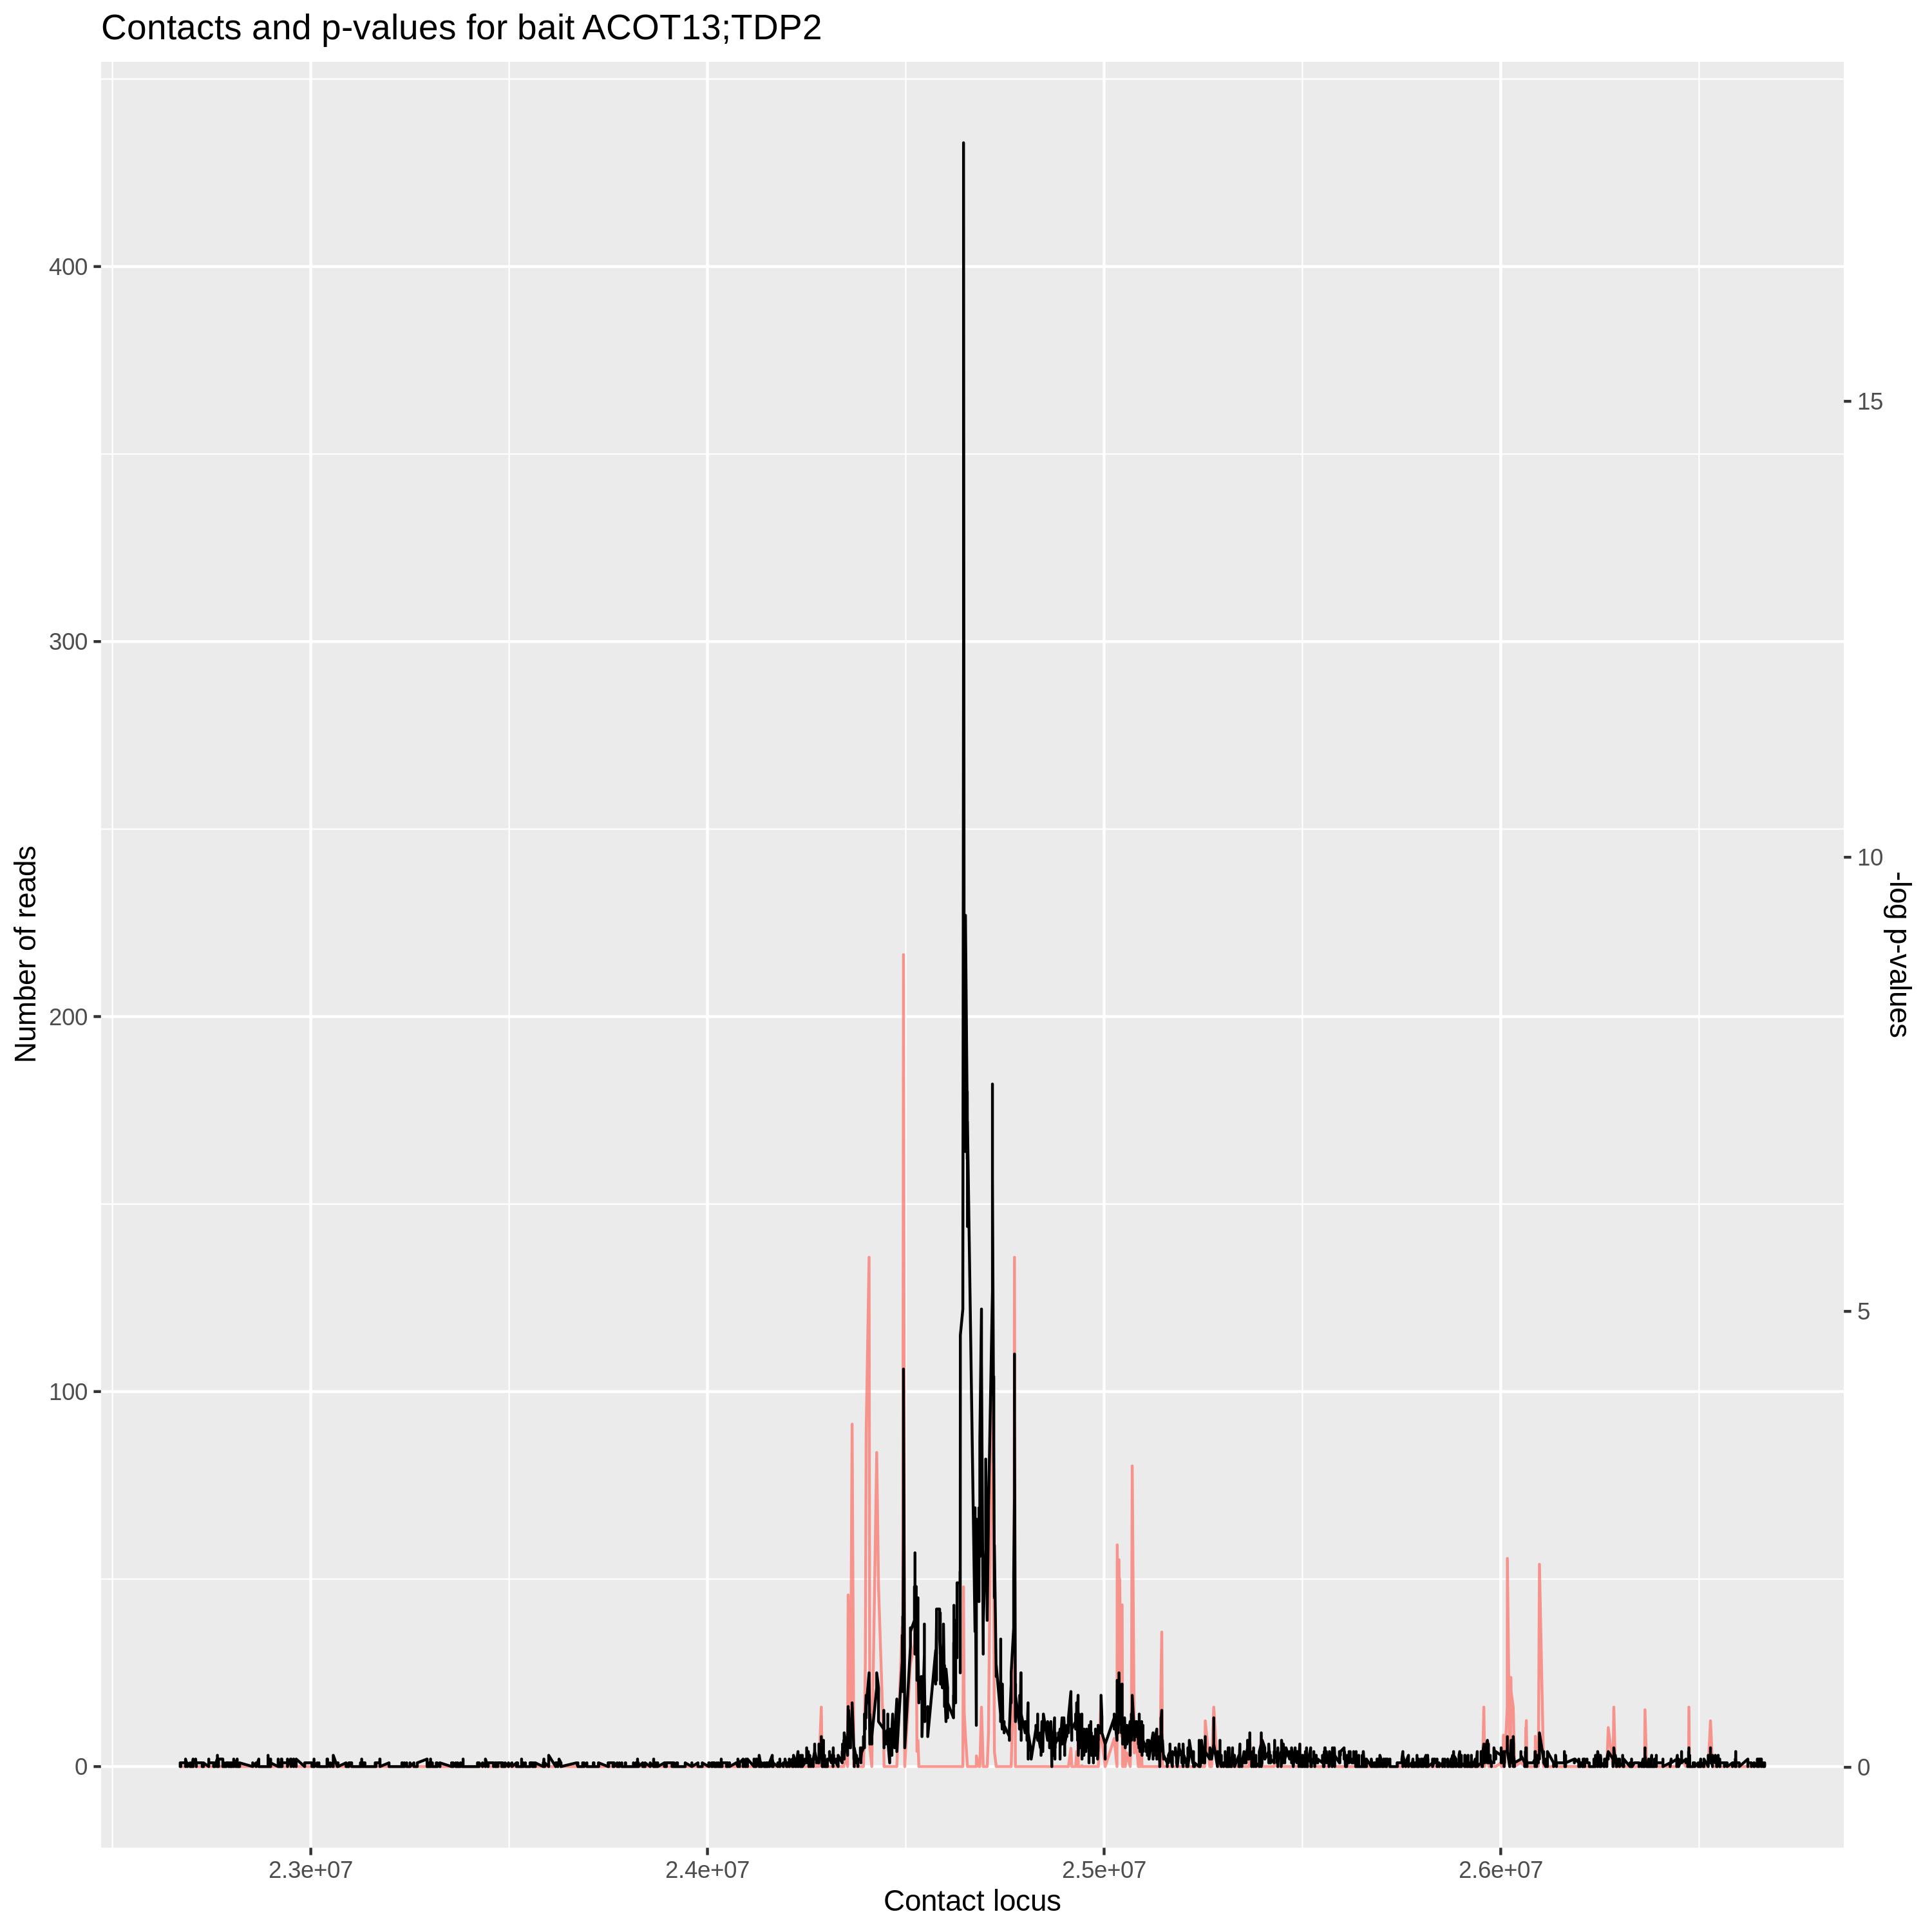 Contacts and p-values for bait ACOT13;TDP2
400
300
200
100
0
Number of reads
15
10
5
0
-log p-values
2.3e+07
2.4e+07
2.5e+07
2.6e+07
Contact locus